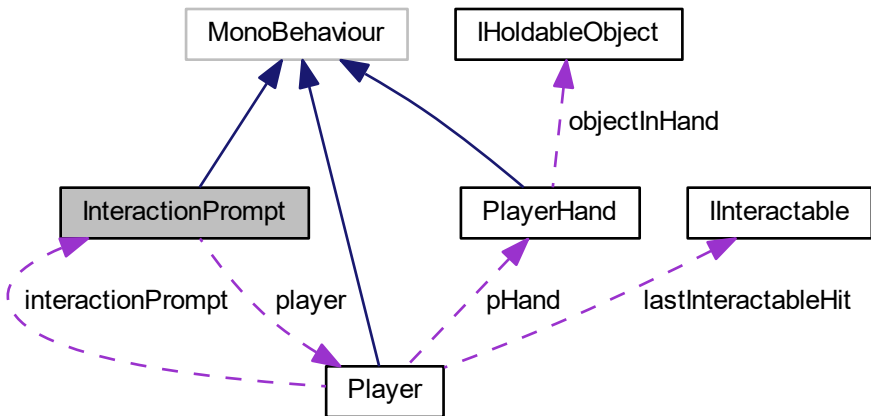 MonoBehaviour
IHoldableObject
objectInHand
InteractionPrompt
PlayerHand
IInteractable
interactionPrompt
player
pHand
lastInteractableHit
Player